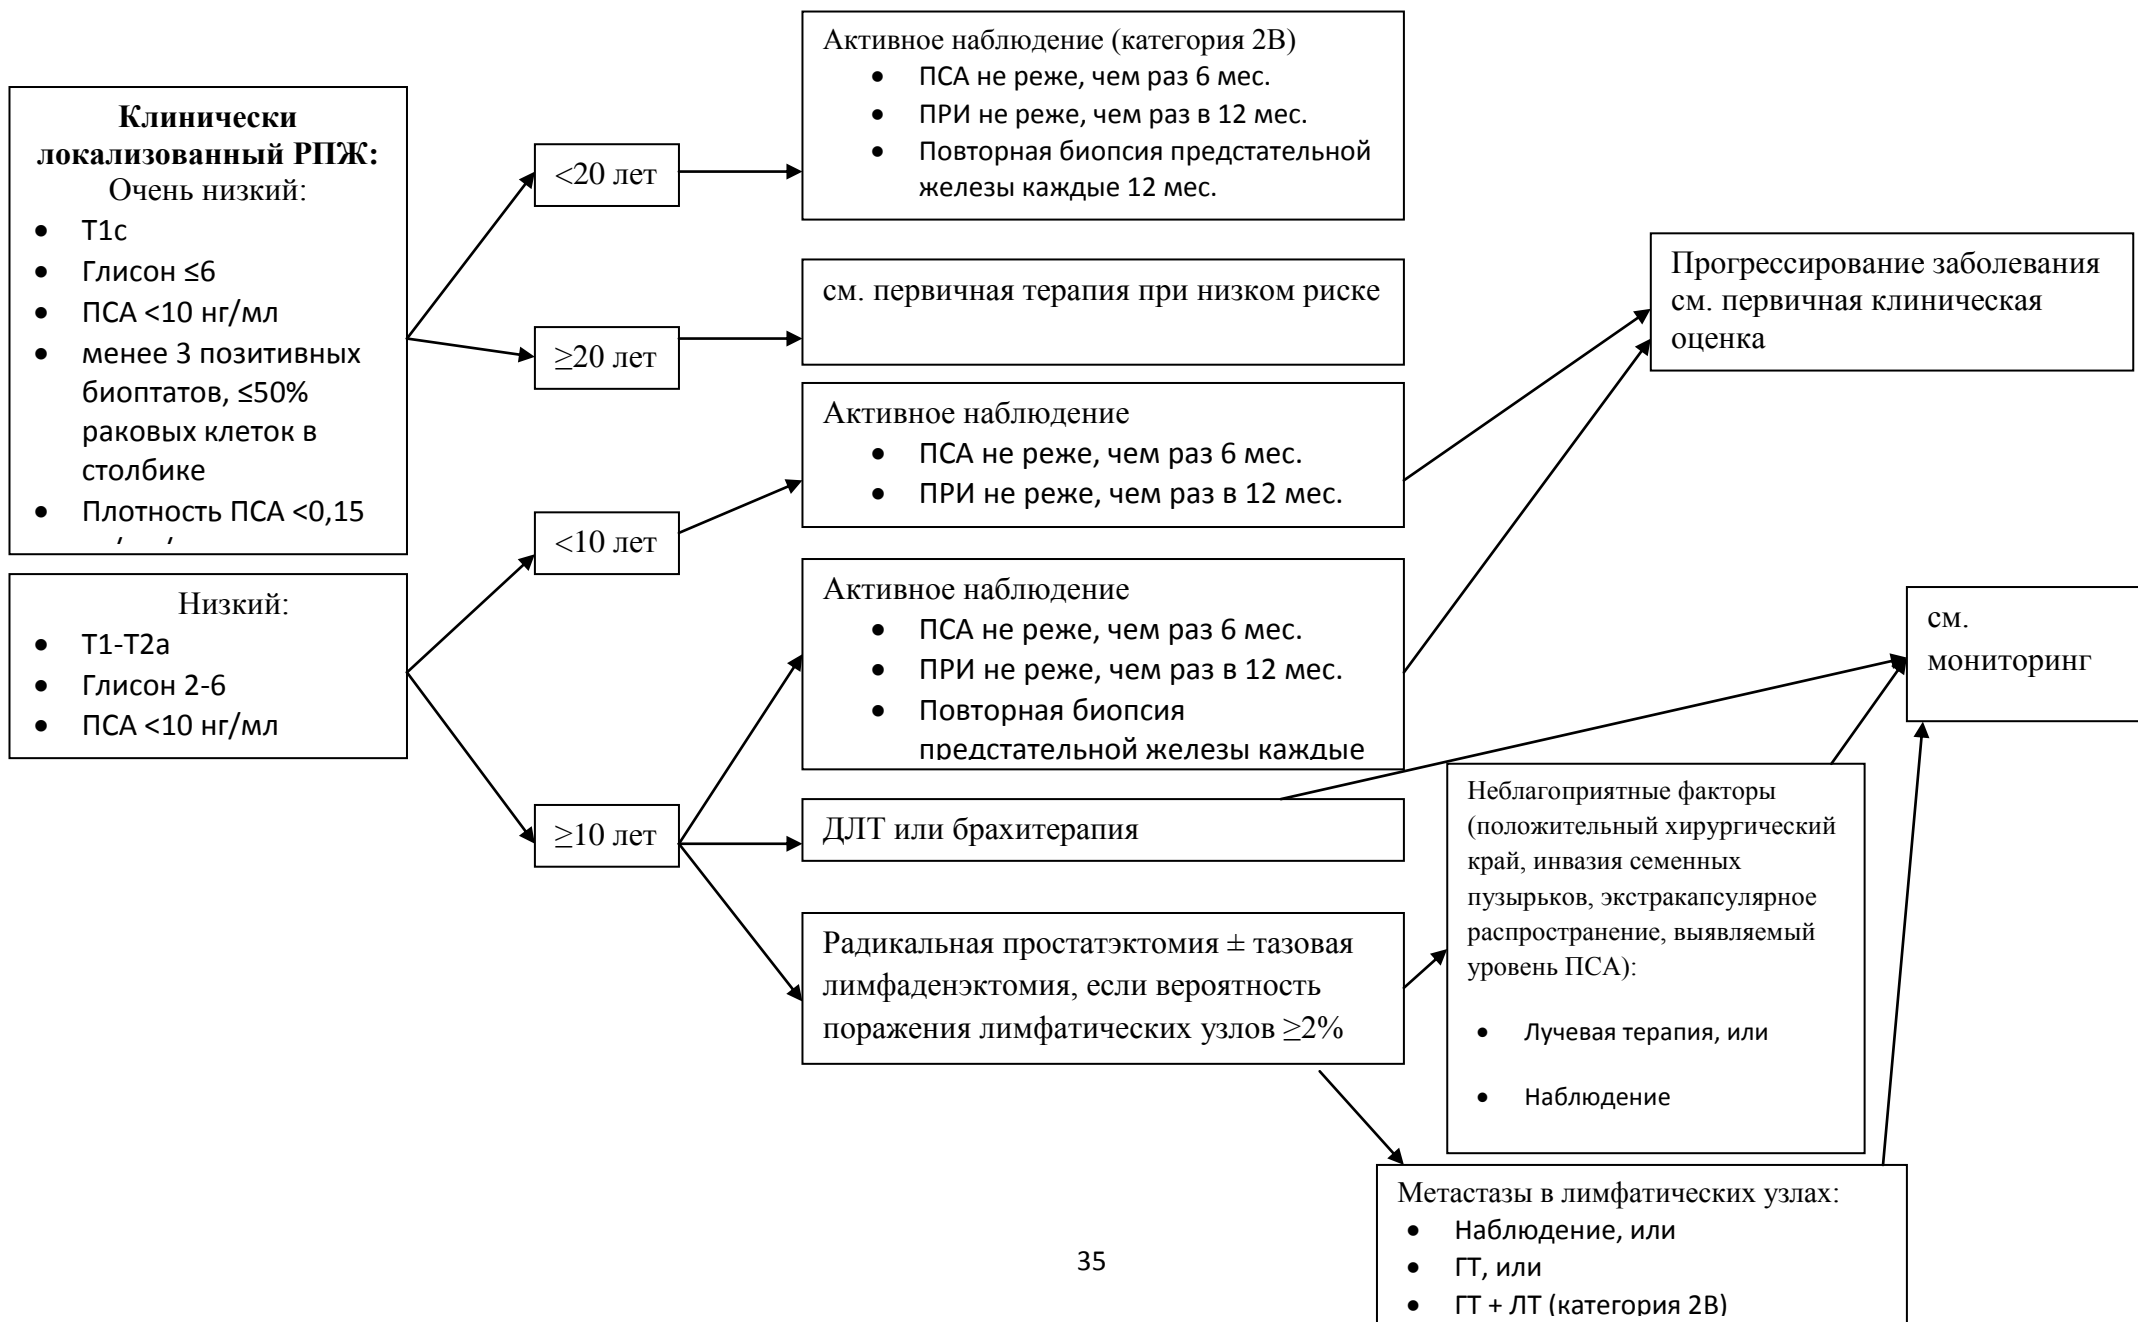 Клинически
локализованный РПЖ:
Очень низкий:
• T1c
• Глисон ≤6
• ПСА <10 нг/мл
• менее 3 позитивных
биоптатов, ≤50%
раковых клеток в
столбике
• Плотность ПСА <0,15
Низкий:
• T1-T2a
• Глисон 2-6
• ПСА <10 нг/мл
<20 лет
≥20 лет
<10 лет
≥10 лет
Активное наблюдение (категория 2В)
• ПСА не реже, чем раз 6 мес.
• ПРИ не реже, чем раз в 12 мес.
• Повторная биопсия предстательной
железы каждые 12 мес.
см. первичная терапия при низком риске
Активное наблюдение
• ПСА не реже, чем раз 6 мес.
• ПРИ не реже, чем раз в 12 мес.
Активное наблюдение
• ПСА не реже, чем раз 6 мес.
• ПРИ не реже, чем раз в 12 мес.
• Повторная биопсия
предстательной железы каждые
ДЛТ или брахитерапия
Радикальная простатэктомия ± тазовая
лимфаденэктомия, если вероятность
поражения лимфатических узлов ≥2%
Прогрессирование заболевания
см. первичная клиническая
оценка
см.
мониторинг
Неблагоприятные факторы
(положительный хирургический
край, инвазия семенных
пузырьков, экстракапсулярное
распространение, выявляемый
уровень ПСА):
• Лучевая терапия, или
• Наблюдение
Метастазы в лимфатических узлах:
• Наблюдение, или
• ГТ, или
• ГТ + ЛТ (категория 2В)
35